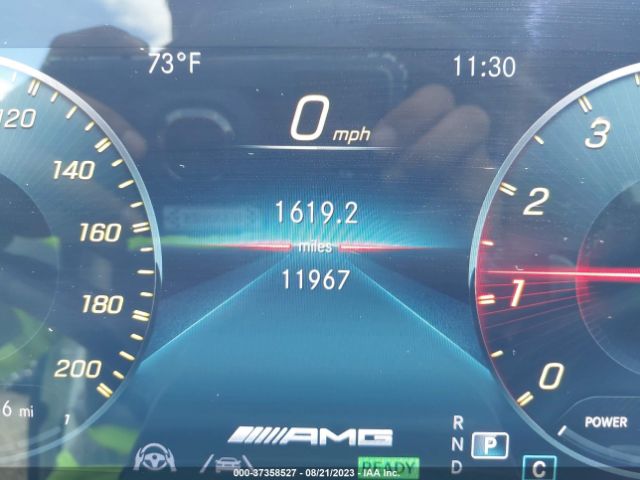 73°F
11:30
0 mph
120
140
160
180
200
3
2
1
0
1619.2
miles
11967
6 mi
1
POWER
AMG
R
N
P
D
READY
C
000-37358527 - 08/21/2023 - IAA Inc.